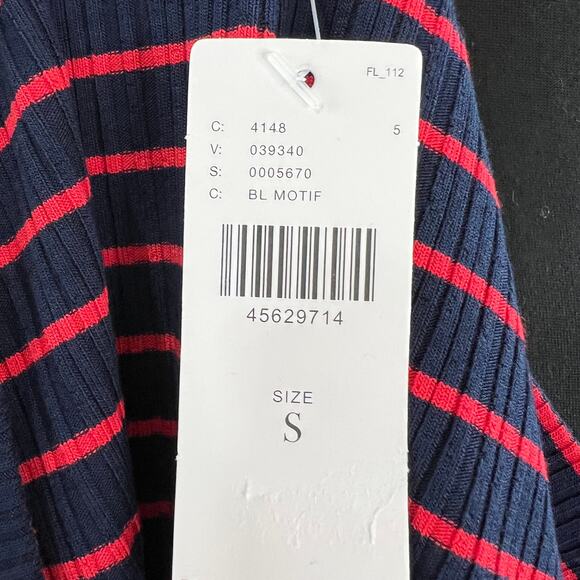 FL_112
C: 4148 5
V: 039340
S: 0005670
C: BL MOTIF
45629714
SIZE
S